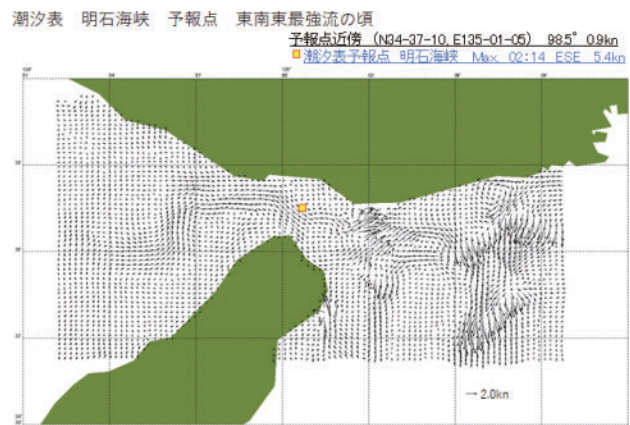 潮汐表 明石海峡 予報点 東南東最強流の頃
予報点近傍 (N34-37-10, E135-01-05) 98.5° 0.9kn
潮汐表予報点 明石海峡 Max. 02:14 ESE 5.4kn
2.0kn